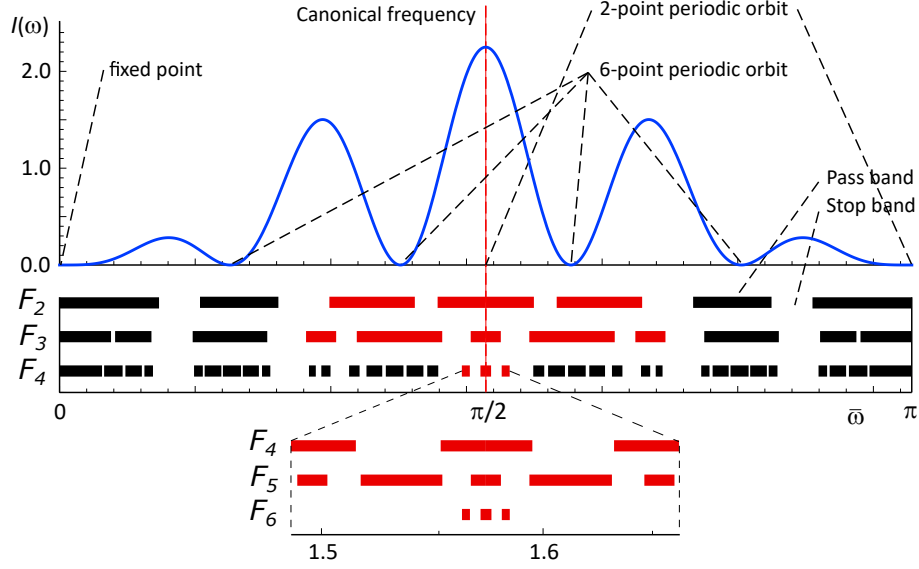 Canonical frequency
2-point periodic orbit
I(ω)
fixed point
6-point periodic orbit
2.0
1.0
Pass band
Stop band
0.0
F2
F3
F4
0
π/2
ω̅
π
F4
F5
F6
1.5
1.6